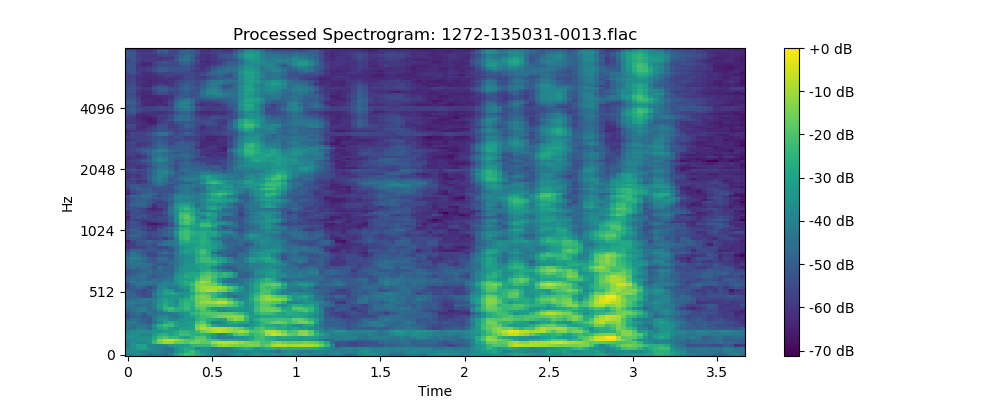 Processed Spectrogram: 1272-135031-0013.flac
Hz
4096
2048
1024
512
0
0 0.5 1 1.5 2 2.5 3 3.5
Time
+0 dB
-10 dB
-20 dB
-30 dB
-40 dB
-50 dB
-60 dB
-70 dB